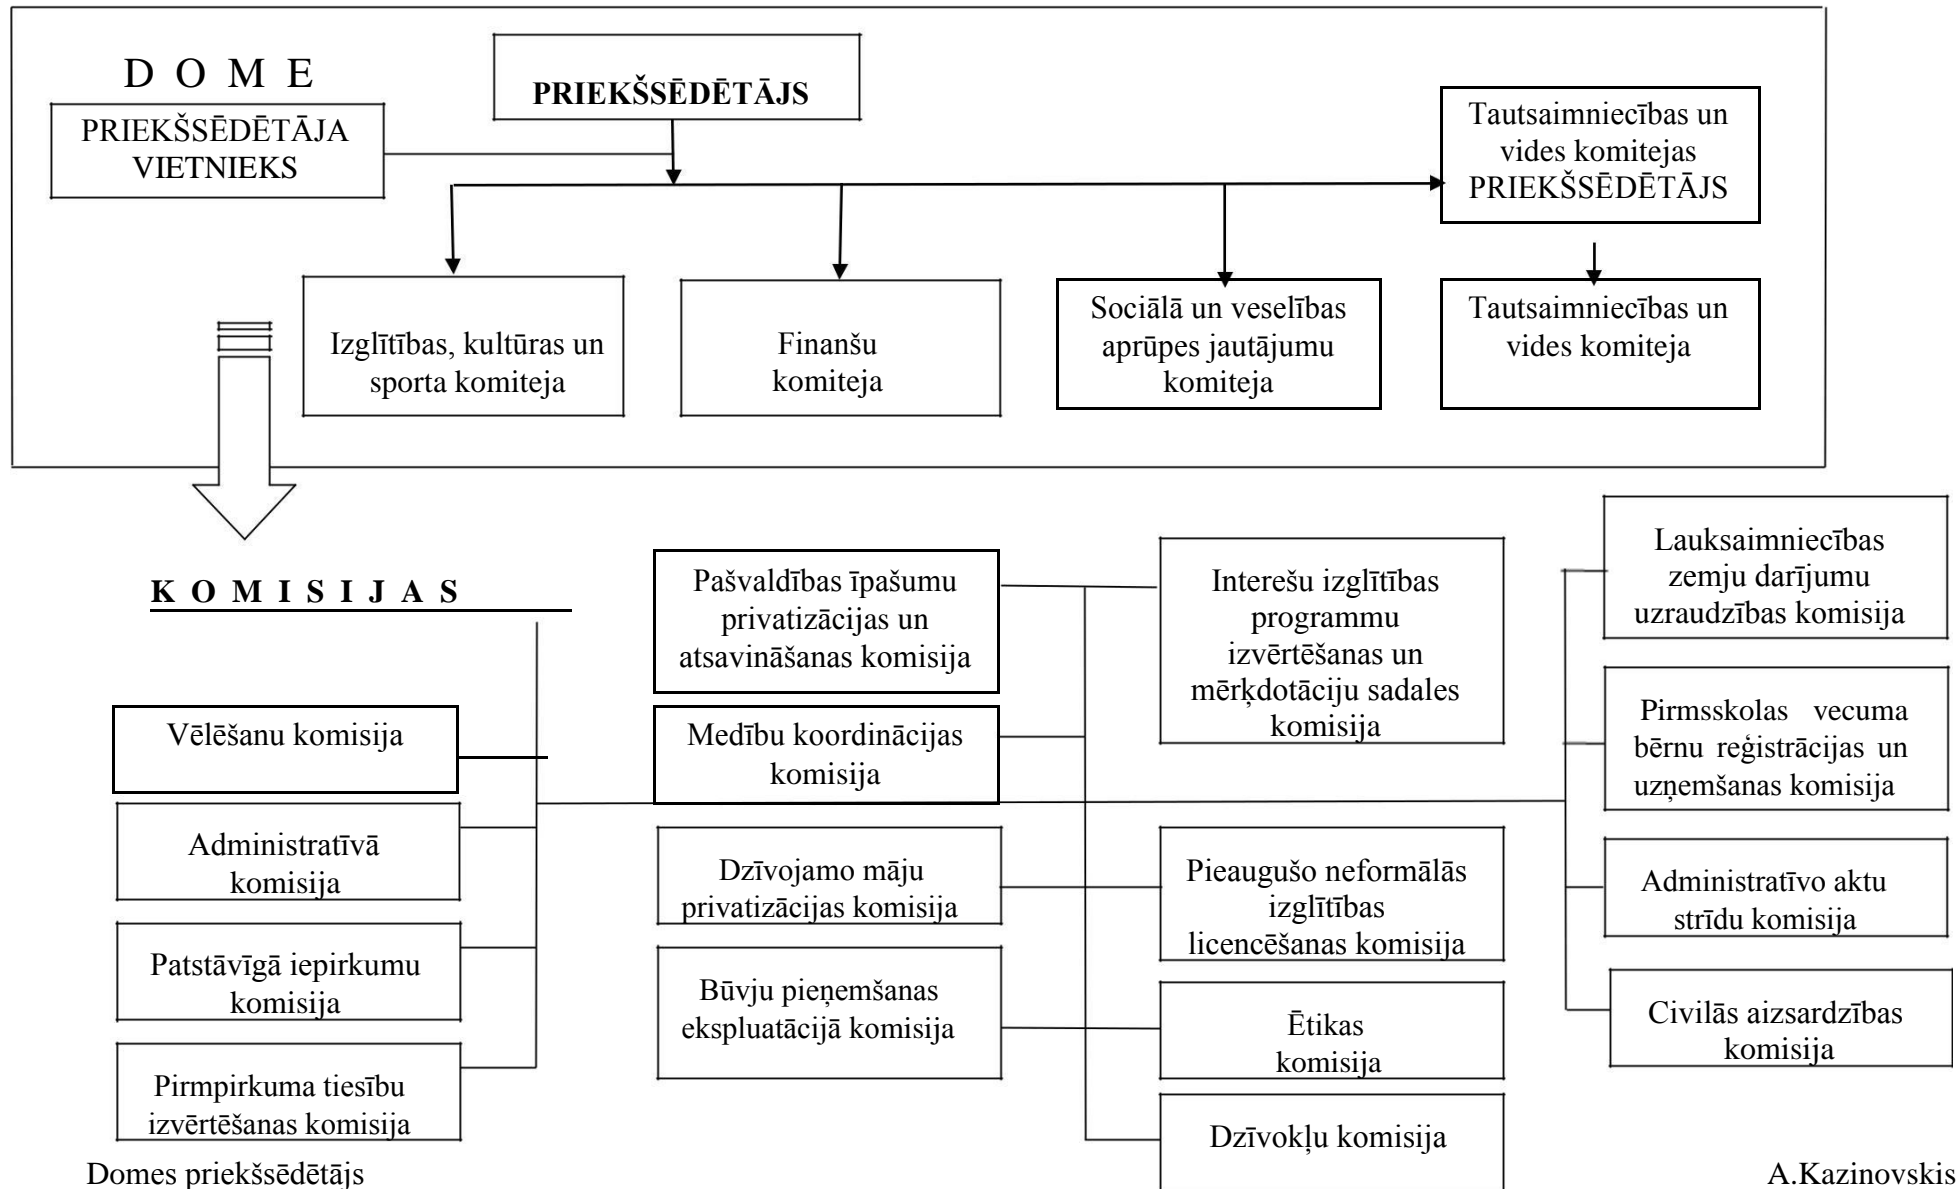 D O M E
PRIEKŠSĒDĒTĀJS
PRIEKŠSĒDĒTĀJA
VIETNIEKS
Tautsaimniecības un
vides komitejas
PRIEKŠSĒDĒTĀJS
Izglītības, kultūras un
sporta komiteja
Finanšu
komiteja
Sociālā un veselības
aprūpes jautājumu
komiteja
Tautsaimniecības un
vides komiteja
K O M I S I J A S
Vēlēšanu komisija
Administratīvā
komisija
Patstāvīgā iepirkumu
komisija
Pirmpirkuma tiesību
izvērtēšanas komisija
Pašvaldības īpašumu
privatizācijas un
atsavināšanas komisija
Medību koordinācijas
komisija
Dzīvojamo māju
privatizācijas komisija
Būvju pieņemšanas
ekspluatācijā komisija
Interešu izglītības
programmu
izvērtēšanas un
mērķdotāciju sadales
komisija
Pieaugušo neformālās
izglītības
licencēšanas komisija
Ētikas
komisija
Dzīvokļu komisija
Lauksaimniecības
zemju darījumu
uzraudzības komisija
Pirmsskolas vecuma
bērnu reģistrācijas un
uzņemšanas komisija
Administratīvo aktu
strīdu komisija
Civilās aizsardzības
komisija
Domes priekšsēdētājs
A.Kazinovskis